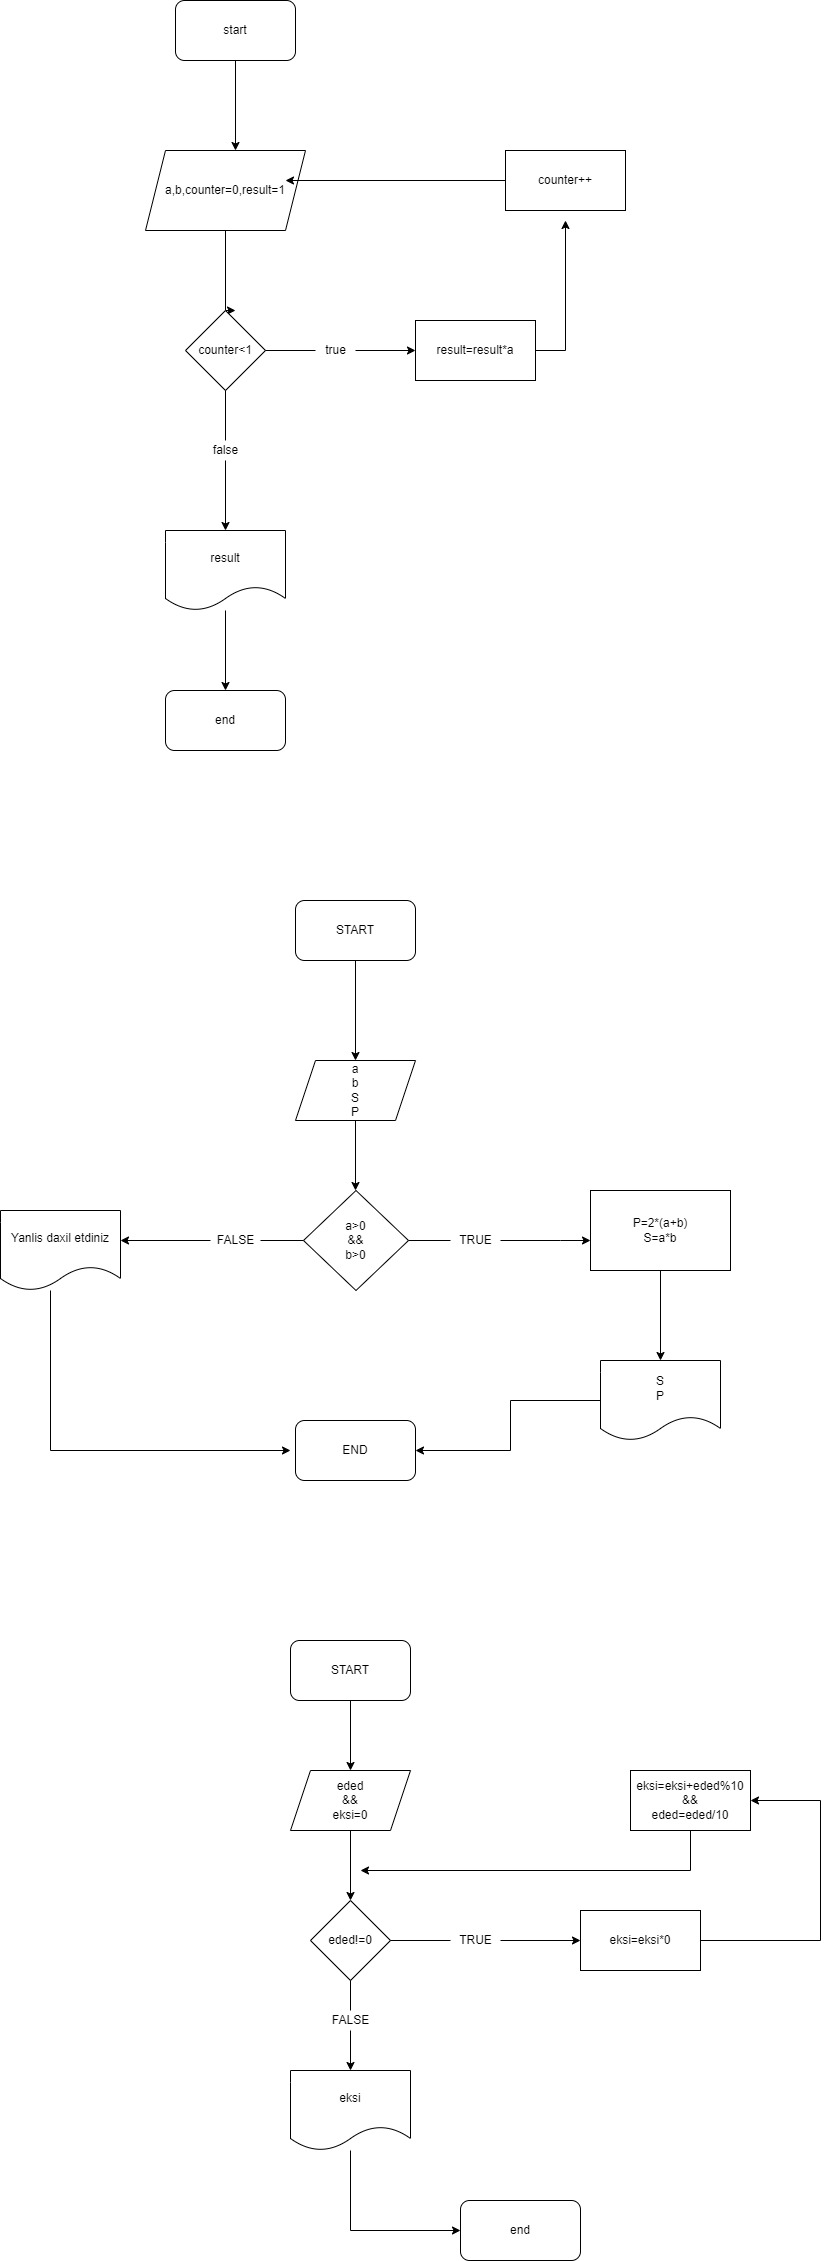 start
a,b,counter=0,result=1
counter++
counter<1
true
result=result*a
false
result
end
START
a
b
S
P
a>0
&&
b>0
FALSE
Yanlis daxil etdiniz
TRUE
P=2*(a+b)
S=a*b
S
P
END
START
eded
&&
eksi=0
eksi=eksi+eded%10
&&
eded=eded/10
eded!=0
TRUE
eksi=eksi*0
FALSE
eksi
end